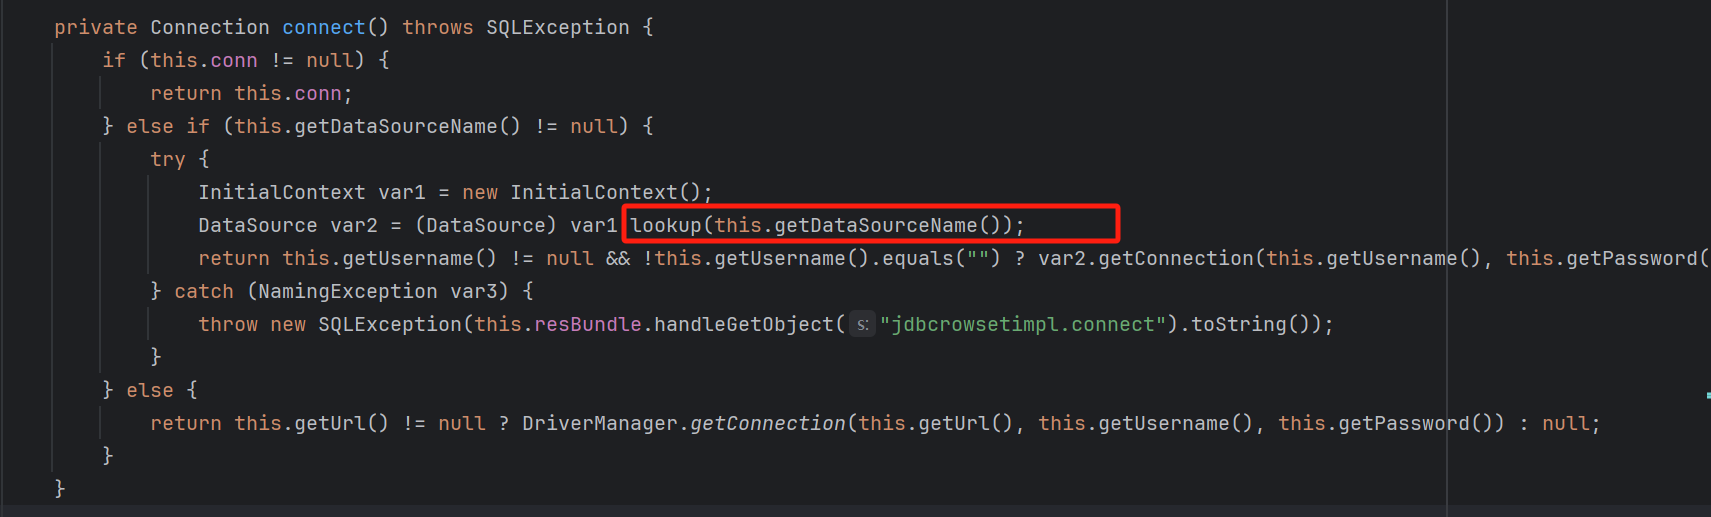 private Connection connect() throws SQLException {
if (this.conn != null) {
return this.conn;
} else if (this.getDataSourceName() != null) {
try {
InitialContext var1 = new InitialContext();
DataSource var2 = (DataSource) var1 lookup(this.getDataSourceName());
return this.getUsername() != null && !this.getUsername().equals("") ? var2.getConnection(this.getUsername(), this.getPassword(
} catch (NamingException var3) {
throw new SQLException(this.resBundle.handleGetObject( s: "jdbcrowsetimpl.connect").toString());
}
} else {
return this.getUrl() != null ? DriverManager.getConnection(this.getUrl(), this.getUsername(), this.getPassword()) : null;
}
}